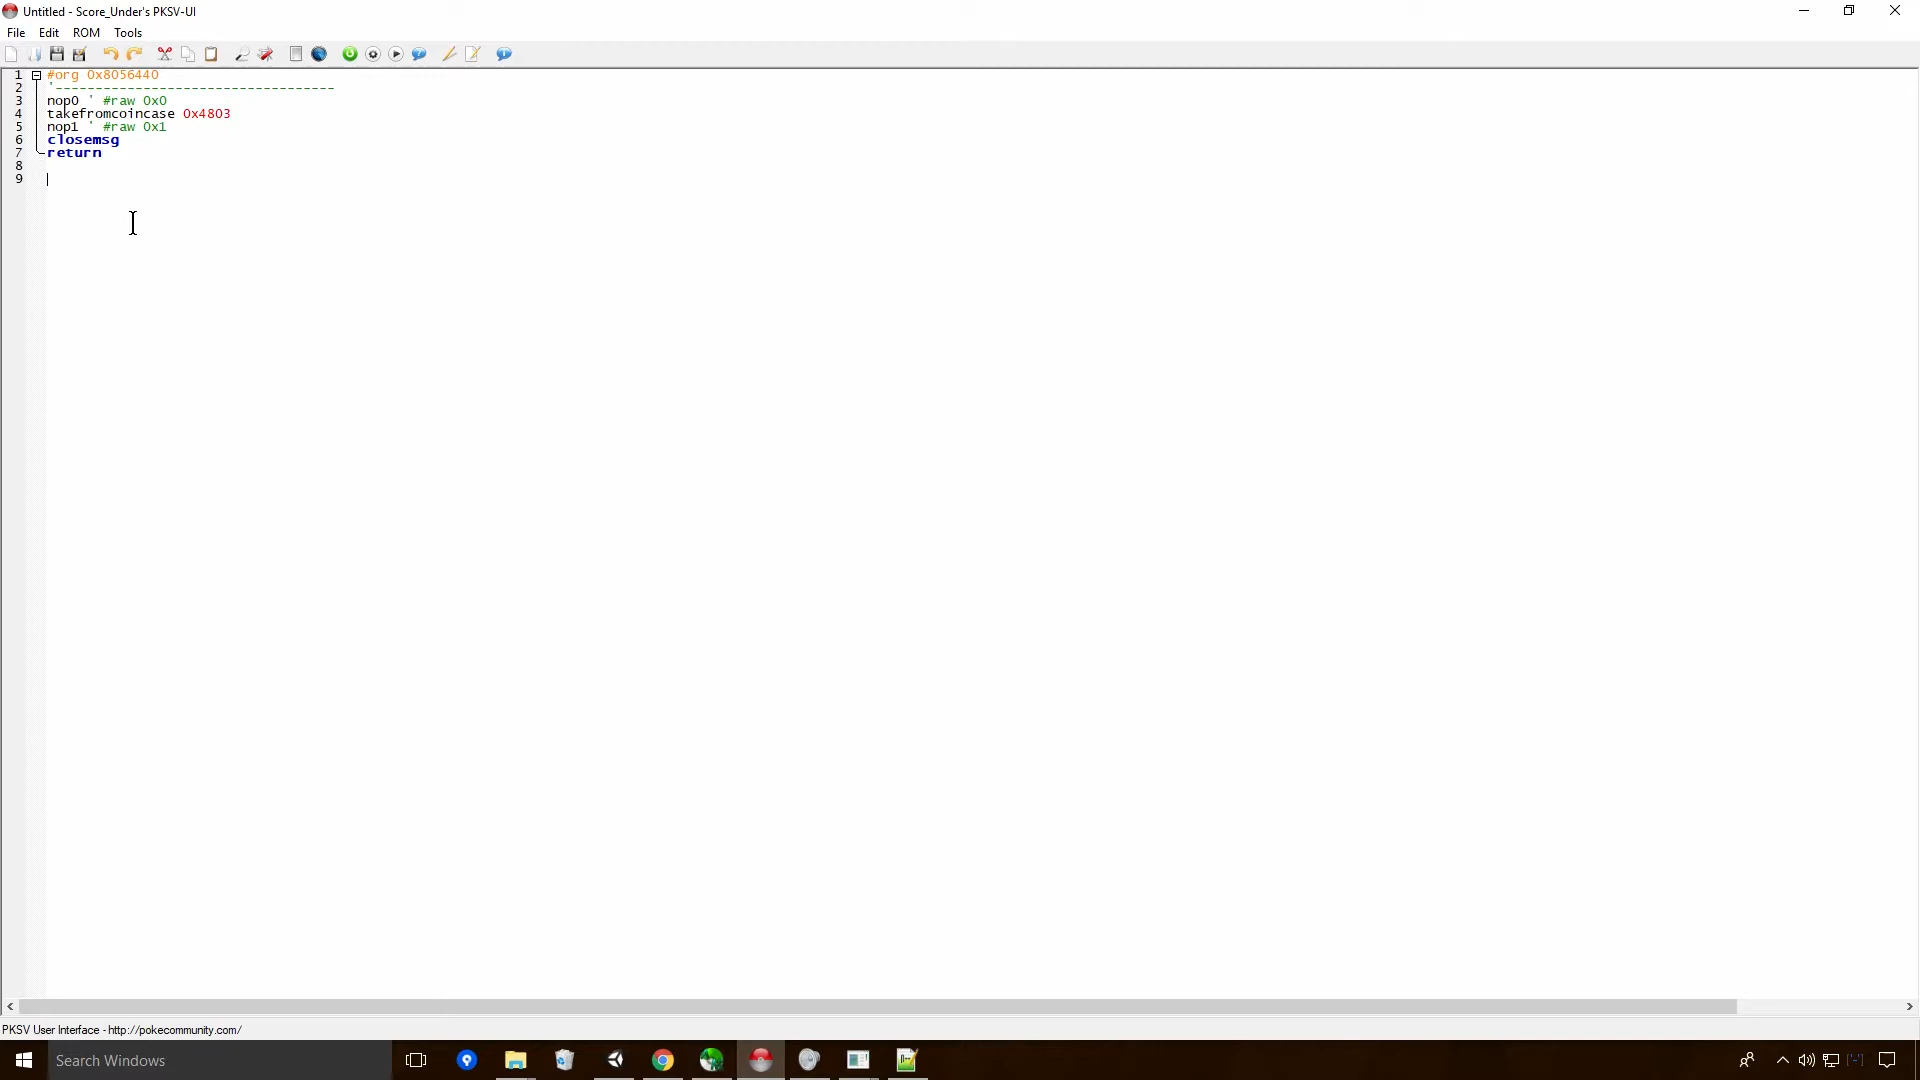 Untitled - Score_Under's PKSV-UI
File Edit ROM Tools
1 #org 0x8056440
2 '-----------------------------------
3 nop0 ' #raw 0x0
4 takefromcoincase 0x4803
5 nop1 ' #raw 0x1
6 closemsg
7 return
8
9
PKSV User Interface - http://pokecommunity.com/
Search Windows